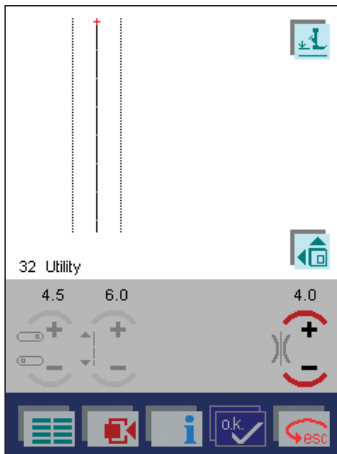 32 Utility
4.5 6.0 4.0
+ + +
- - -
i o.k. esc